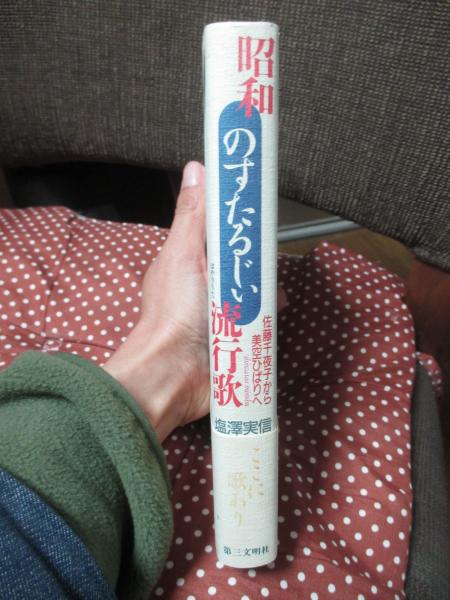 昭和
のすたるじい
流行歌
佐藤千夜子から
美空ひばりへ
塩澤実信
ここに
歌あり
第三文明社